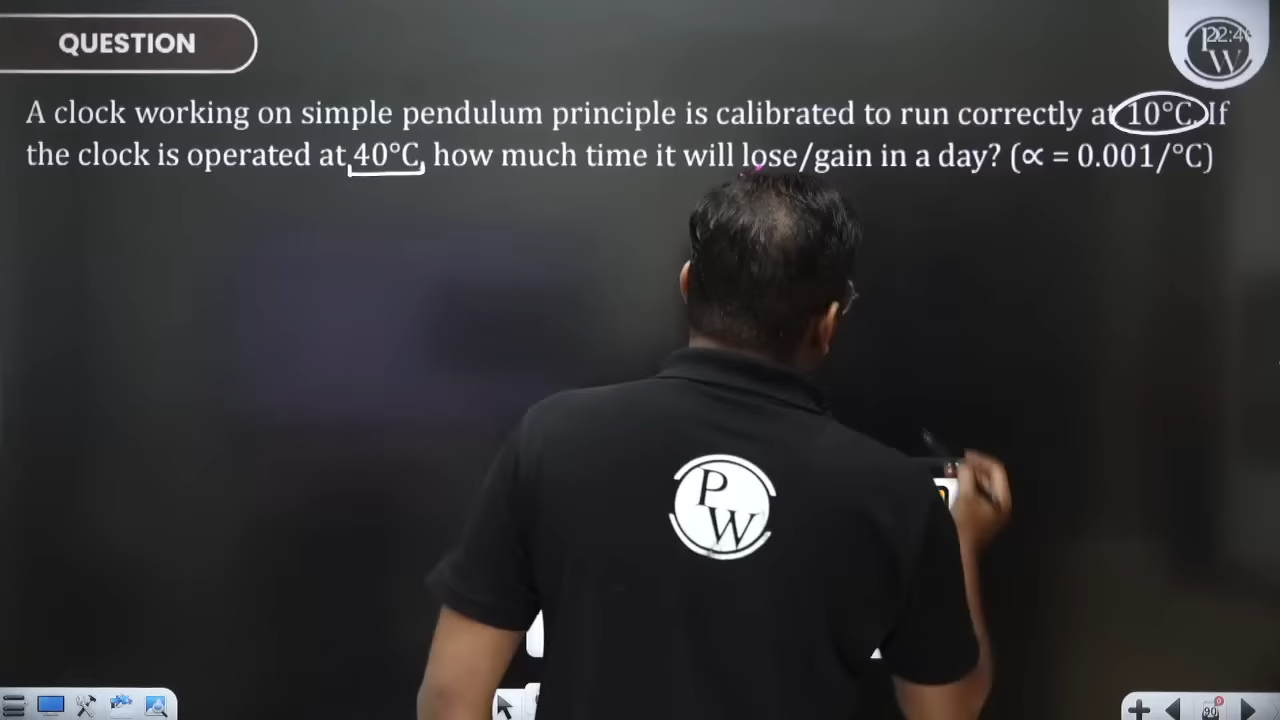 QUESTION
A clock working on simple pendulum principle is calibrated to run correctly at 10°C. If
the clock is operated at 40°C, how much time it will lose/gain in a day? (∝ = 0.001/°C)
P
W
P
W
90